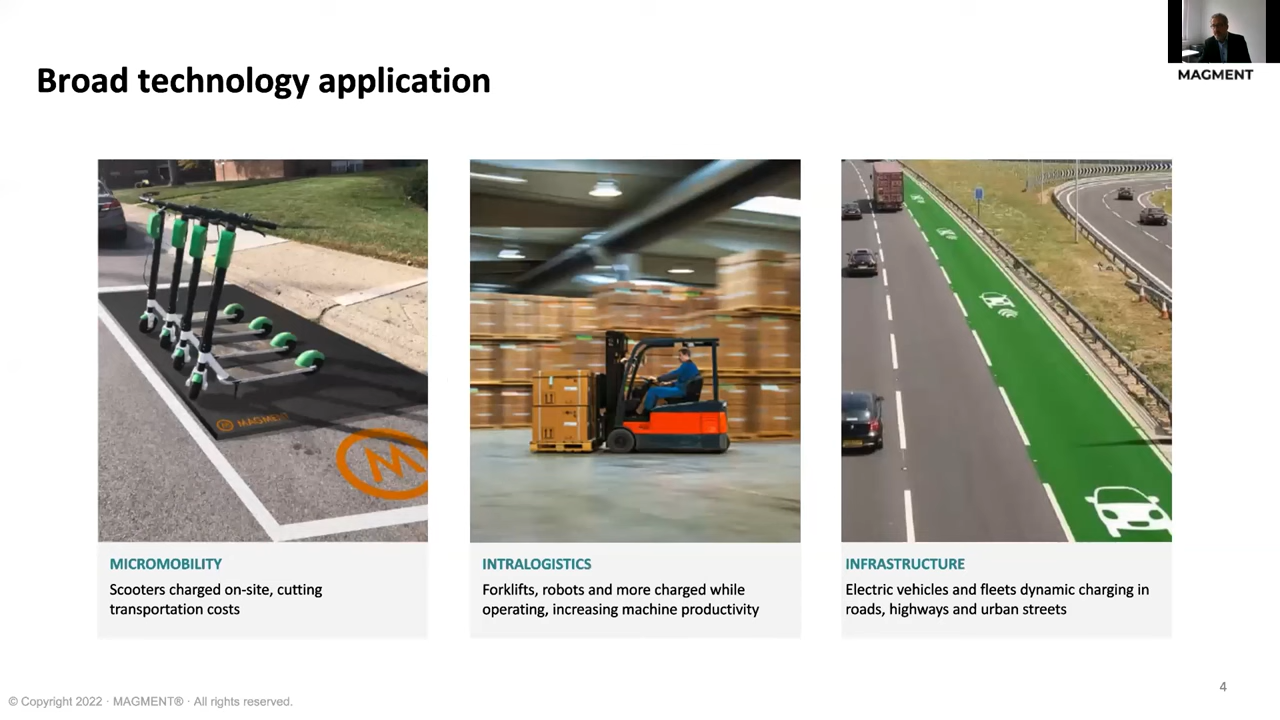 Broad technology application
MAGMENT
MAGMENT
MICROMOBILITY
Scooters charged on-site, cutting
transportation costs
INTRALOGISTICS
Forklifts, robots and more charged while
operating, increasing machine productivity
INFRASTRUCTURE
Electric vehicles and fleets dynamic charging in
roads, highways and urban streets
© Copyright 2022 · MAGMENT® · All rights reserved.
4